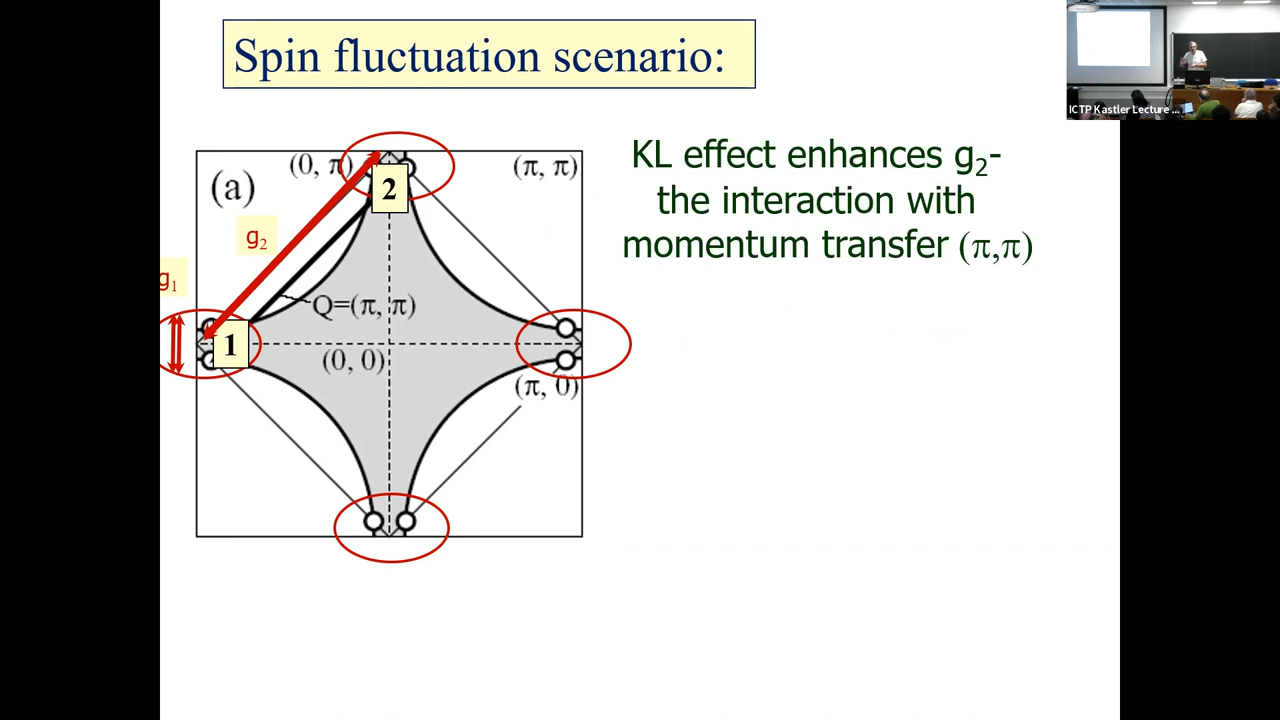 Spin fluctuation scenario:
ICTP Kastler Lecture ...
KL effect enhances g₂-
the interaction with
momentum transfer (π,π)
(a)
(0, π)
(π, π)
2
g₂
g₁
Q=(π, π)
1
(0, 0)
(π, 0)